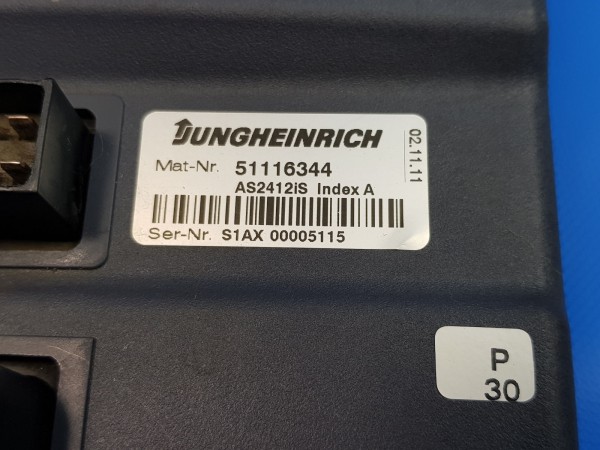 JUNGHEINRICH
02.11.11
Mat-Nr. 51116344
AS2412iS Index A
Ser-Nr. S1AX 00005115
P
30